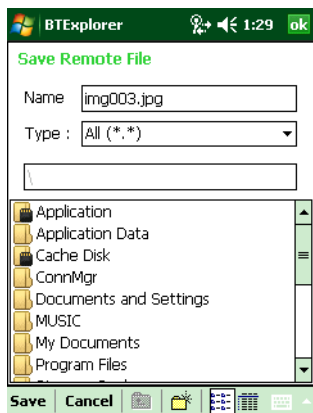 BTExplorer 1:29 ok
Save Remote File
Name img003.jpg
Type : All (*.*)
\
Application
Application Data
Cache Disk
ConnMgr
Documents and Settings
MUSIC
My Documents
Program Files
Save Cancel